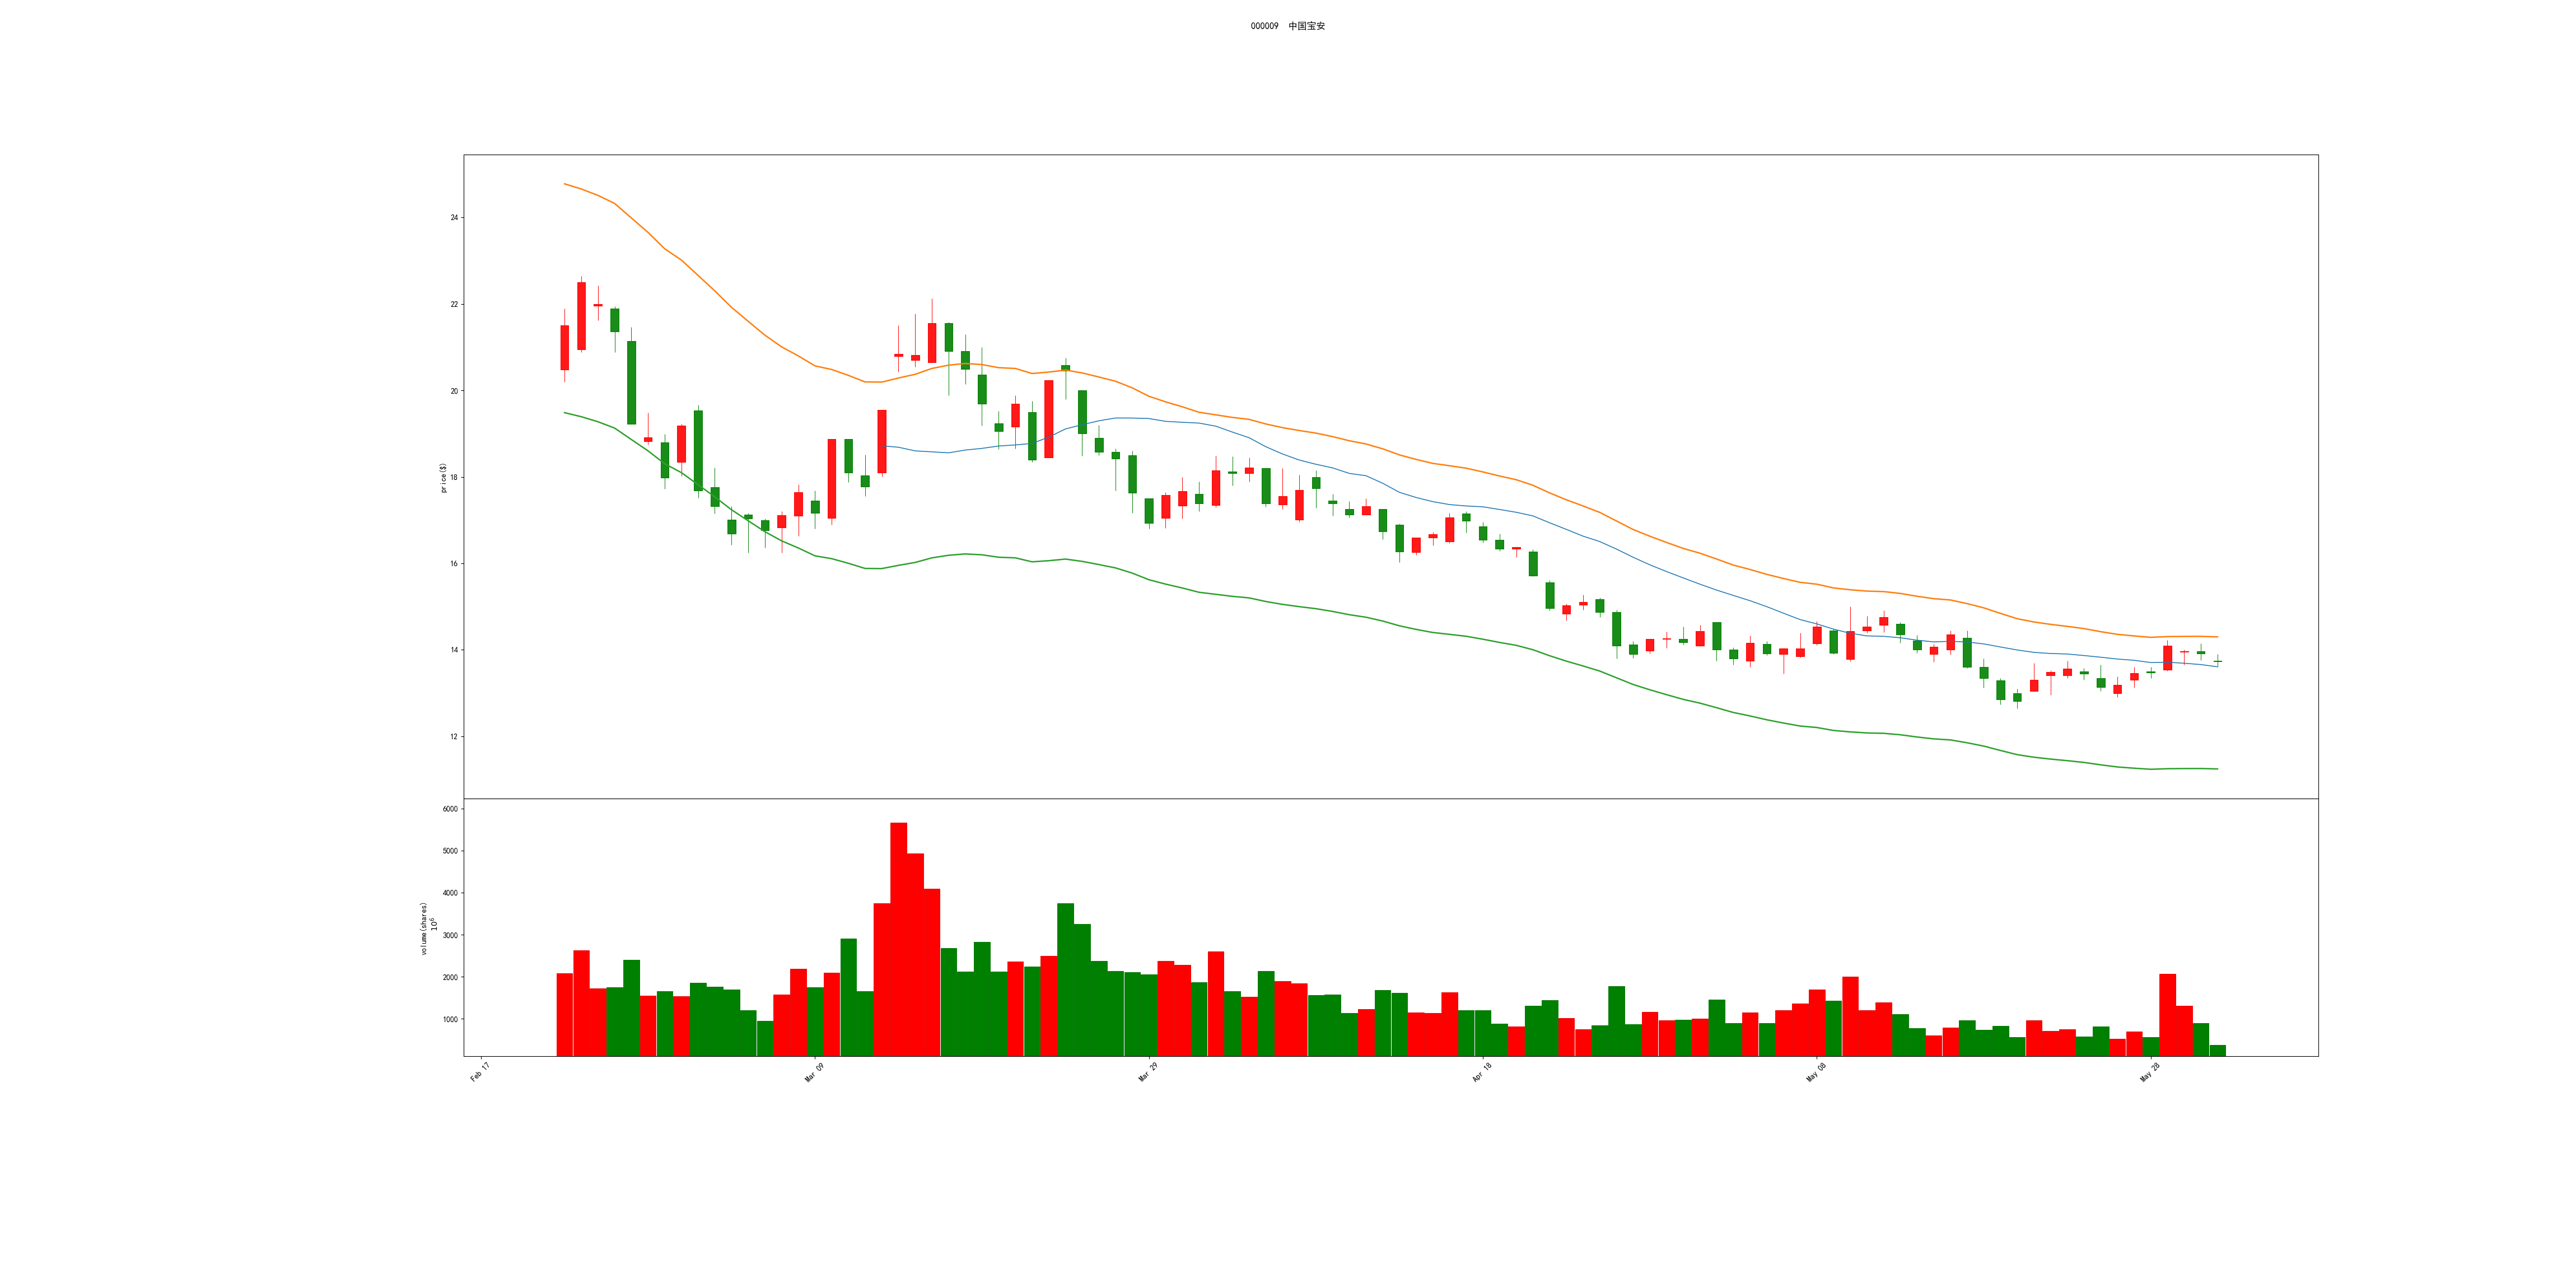 000009 中国宝安
24
22
20
18
16
14
12
price($)
6000
5000
4000
3000
2000
1000
volume(shares)
10⁶
Feb 17
Mar 09
Mar 29
Apr 18
May 08
May 28